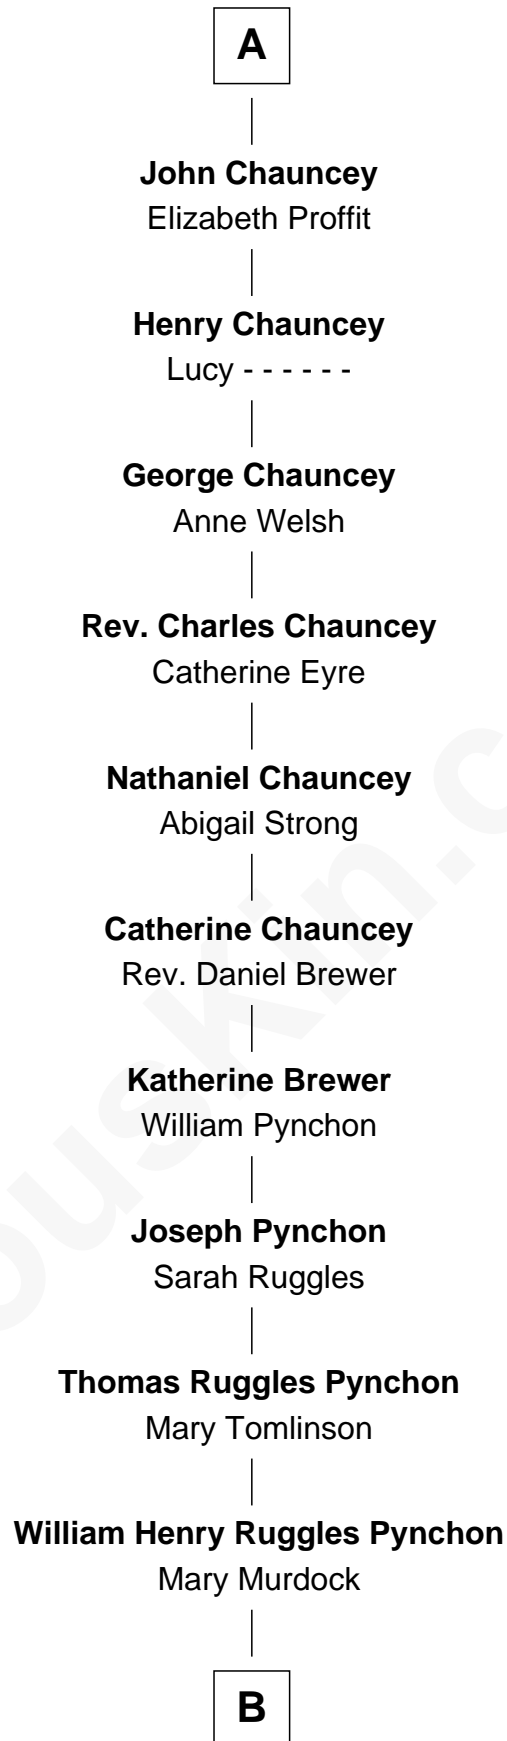 A
John Chauncey
Elizabeth Proffit
Henry Chauncey
Lucy - - - - - -
George Chauncey
Anne Welsh
Rev. Charles Chauncey
Catherine Eyre
Nathaniel Chauncey
Abigail Strong
Catherine Chauncey
Rev. Daniel Brewer
Katherine Brewer
William Pynchon
Joseph Pynchon
Sarah Ruggles
Thomas Ruggles Pynchon
Mary Tomlinson
William Henry Ruggles Pynchon
Mary Murdock
B